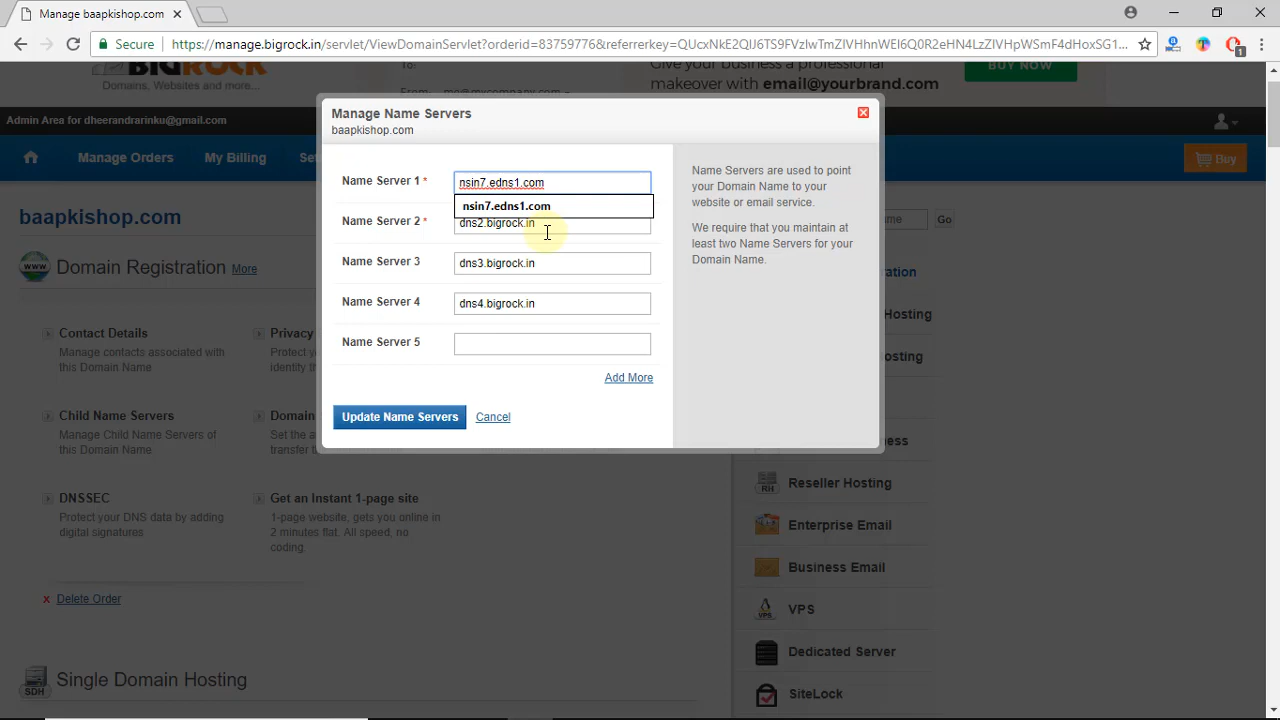 Manage baapkishop.com
Secure
https://manage.bigrock.in/servlet/ViewDomainServlet?orderid=83759776&referrerkey=
1
BIGROCK
Domains, Websites and more...
To:
From:
Give your business a professional
makeover with email@yourbrand.com
BUY NOW
Admin Area for dheerandrarinku@gmail.com
Manage Orders
My Billing
Buy
baapkishop.com
Go
Domain Registration More
Contact Details
Manage contacts associated with
this Domain Name
Privacy
Child Name Servers
Manage Child Name Servers of
this Domain Name
Domain
DNSSEC
Protect your DNS data by adding
digital signatures
Get an Instant 1-page site
1-page website, gets you online in
2 minutes flat. All speed, no
coding.
x Delete Order
SDH
Single Domain Hosting
Manage Name Servers
baapkishop.com
Name Server 1 *
nsin7.edns1.com
nsin7.edns1.com
Name Server 2 *
dns2.bigrock.in
Name Server 3
dns3.bigrock.in
Name Server 4
dns4.bigrock.in
Name Server 5
Add More
Update Name Servers
Cancel
Name Servers are used to point
your Domain Name to your
website or email service.
We require that you maintain at
least two Name Servers for your
Domain Name.
Hosting
RH
Reseller Hosting
Enterprise Email
Business Email
VPS
VPS
Dedicated Server
SiteLock